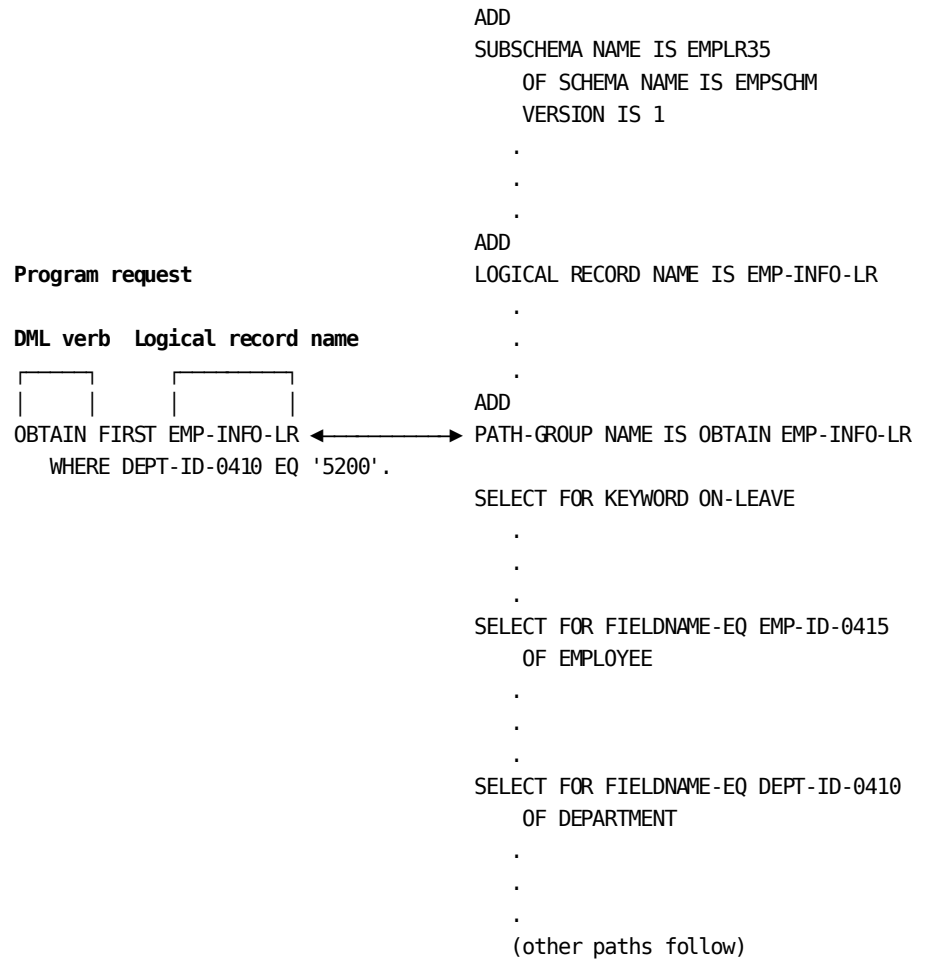 ADD
SUBSCHEMA NAME IS EMPLR35
OF SCHEMA NAME IS EMPSCHM
VERSION IS 1
.
.
.
ADD
Program request LOGICAL RECORD NAME IS EMP-INFO-LR
.
DML verb Logical record name .
.
ADD
OBTAIN FIRST EMP-INFO-LR PATH-GROUP NAME IS OBTAIN EMP-INFO-LR
WHERE DEPT-ID-0410 EQ '5200'.
SELECT FOR KEYWORD ON-LEAVE
.
.
.
SELECT FOR FIELDNAME-EQ EMP-ID-0415
OF EMPLOYEE
.
.
.
SELECT FOR FIELDNAME-EQ DEPT-ID-0410
OF DEPARTMENT
.
.
.
(other paths follow)